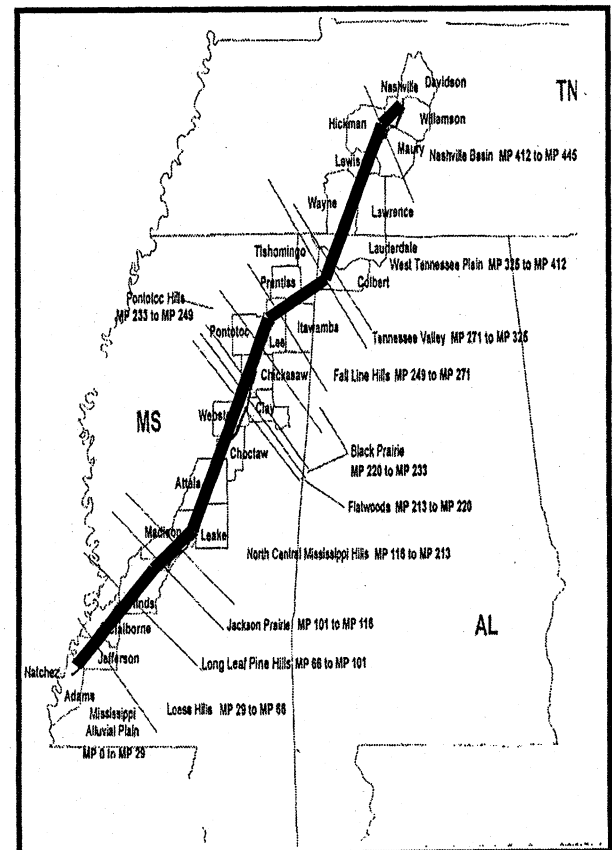 Nashville
Davidson
TN
Willamson
Hickman
Maury
Nashville Basin MP 412 to MP 445
Lewis
Wayne
Lawrence
Lauderdale
Tishomingo
West Tennessee Plain MP 325 to MP 412
Colbert
Prentiss
Pontotoc Hills
MP 233 to MP 249
Itawamba
Pontotoc
Tennessee Valley MP 271 to MP 325
Lee
Chickasaw
Fall Line Hills MP 249 to MP 271
Clay
MS
Choctaw
Black Prairie
MP 220 to MP 233
Attala
Flatwoods MP 213 to MP 220
Madison
Leake
North Central Mississippi Hills MP 116 to MP 213
Jackson Prairie MP 101 to MP 116
AL
Jefferson
Long Leaf Pine Hills MP 66 to MP 101
Natchez
Adams
Loess Hills MP 29 to MP 66
Mississippi
Alluvial Plain
MP 0 to MP 29